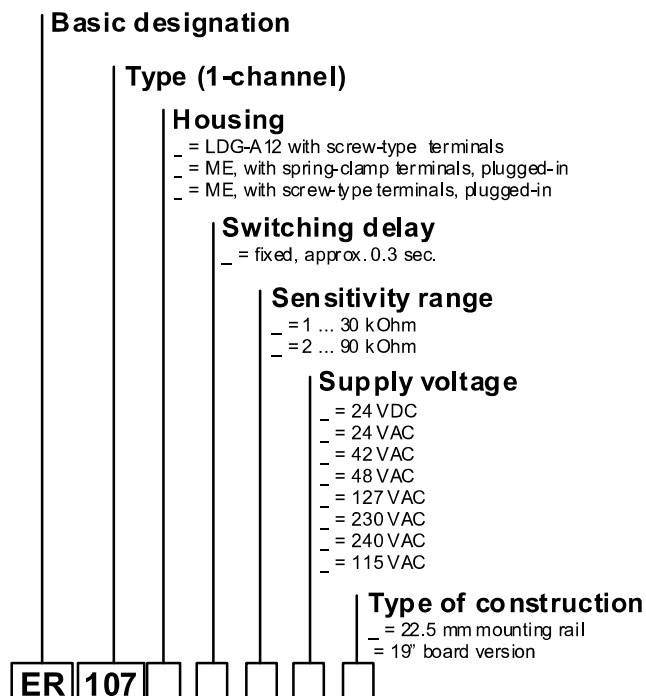 Basic designation
Type (1-channel)
Housing
_ = LDG-A12 with screw-type terminals
_ = ME, with spring-clamp terminals, plugged-in
_ = ME, with screw-type terminals, plugged-in
Switching delay
_ = fixed, approx. 0.3 sec.
Sensitivity range
_ = 1 ... 30 kOhm
_ = 2 ... 90 kOhm
Supply voltage
_ = 24 VDC
_ = 24 VAC
_ = 42 VAC
_ = 48 VAC
_ = 127 VAC
_ = 230 VAC
_ = 240 VAC
_ = 115 VAC
Type of construction
_ = 22.5 mm mounting rail
= 19” board version
ER 107